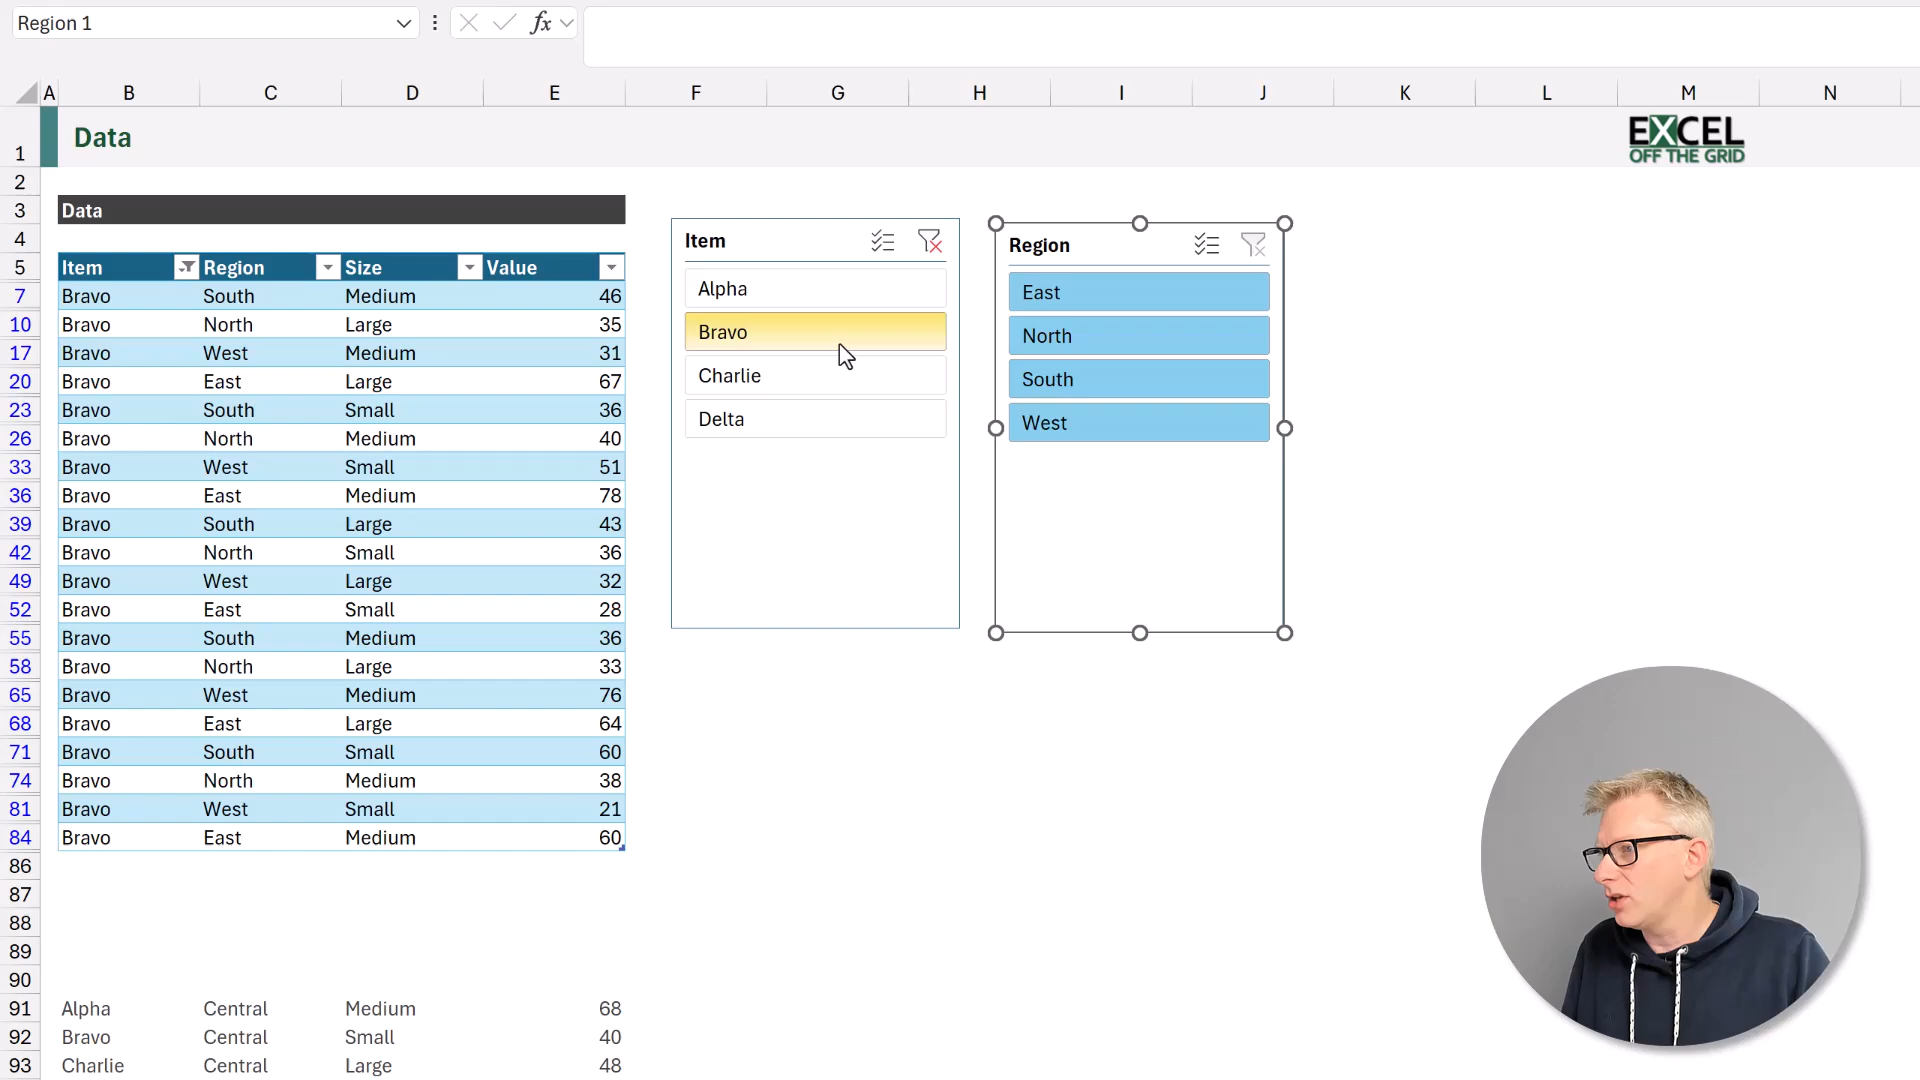 Region 1
fx
A B C D E F G H I J K L M N
1 Data
EXCEL
OFF THE GRID
2
3 Data
4
5 Item Region Size Value
7 Bravo South Medium 46
10 Bravo North Large 35
17 Bravo West Medium 31
20 Bravo East Large 67
23 Bravo South Small 36
26 Bravo North Medium 40
33 Bravo West Small 51
36 Bravo East Medium 78
39 Bravo South Large 43
42 Bravo North Small 36
49 Bravo West Large 32
52 Bravo East Small 28
55 Bravo South Medium 36
58 Bravo North Large 33
65 Bravo West Medium 76
68 Bravo East Large 64
71 Bravo South Small 60
74 Bravo North Medium 38
81 Bravo West Small 21
84 Bravo East Medium 60
86
87
88
89
90
91 Alpha Central Medium 68
92 Bravo Central Small 40
93 Charlie Central Large 48
Item
Alpha
Bravo
Charlie
Delta
Region
East
North
South
West